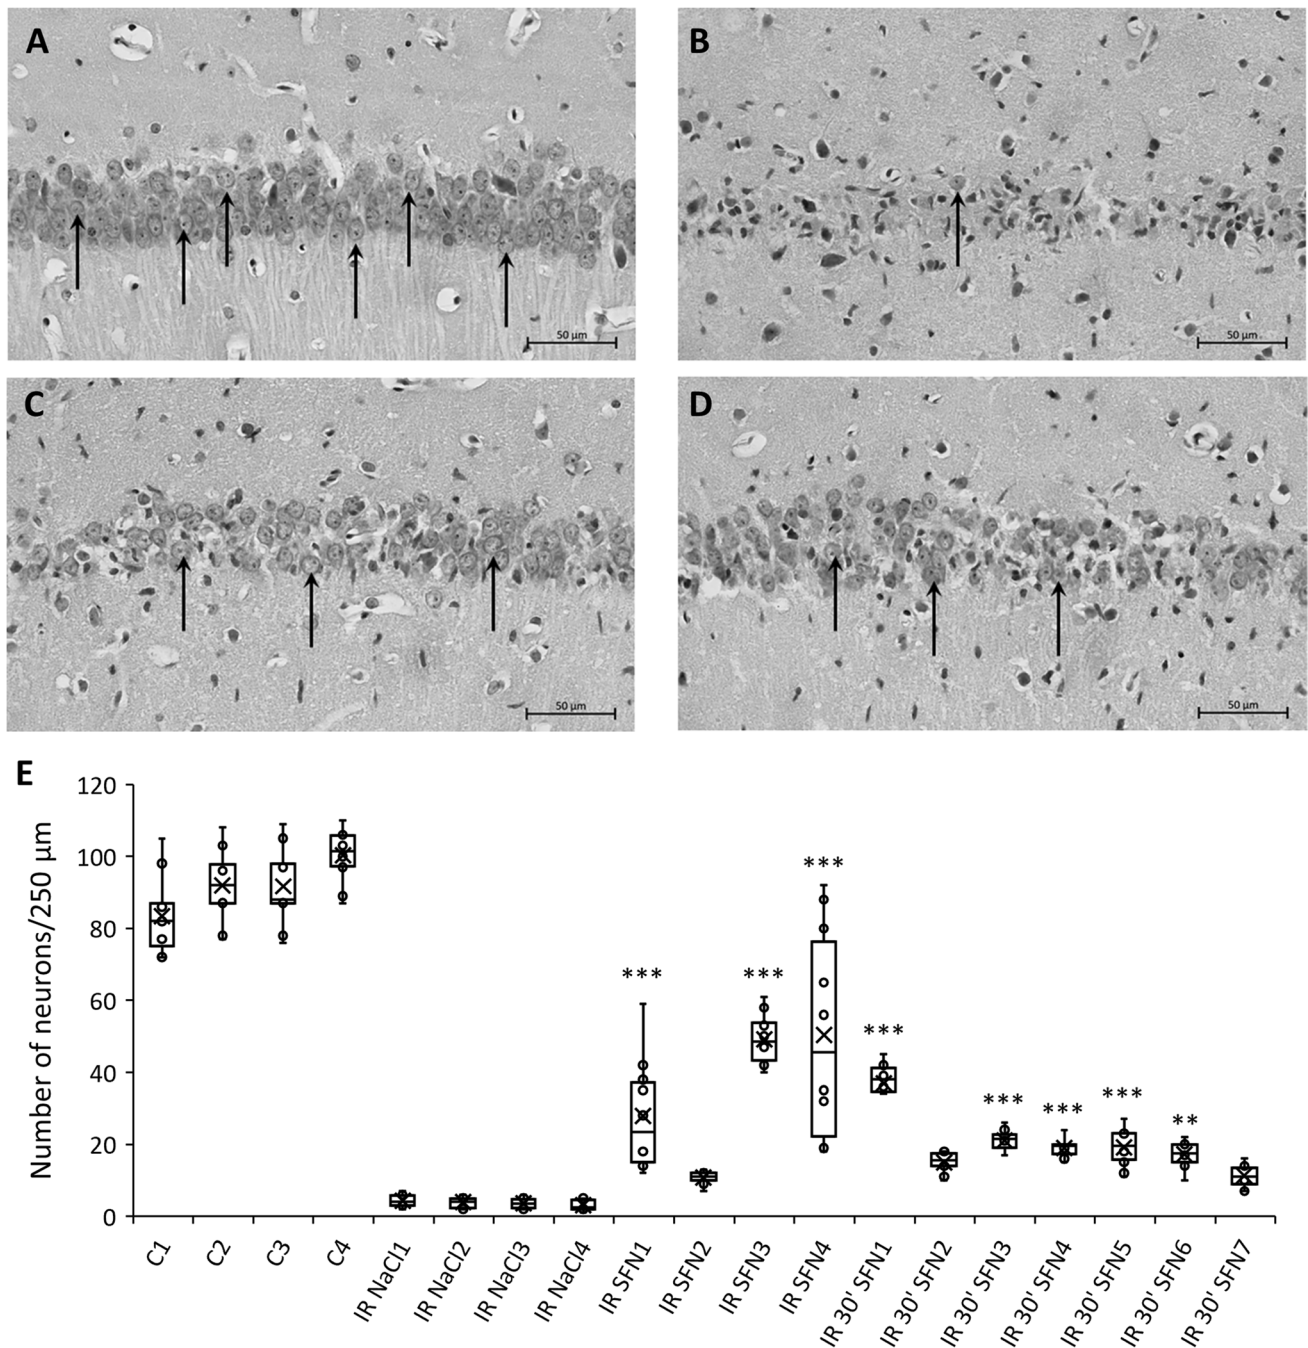 A
B
50 µm
50 µm
C
D
50 µm
50 µm
E
Number of neurons/250 µm
120
100
80
60
40
20
0
***
***
***
***
***
***
***
**
C1
C2
C3
C4
IR NaCl1
IR NaCl2
IR NaCl3
IR NaCl4
IR SFN1
IR SFN2
IR SFN3
IR SFN4
IR 30' SFN1
IR 30' SFN2
IR 30' SFN3
IR 30' SFN4
IR 30' SFN5
IR 30' SFN6
IR 30' SFN7